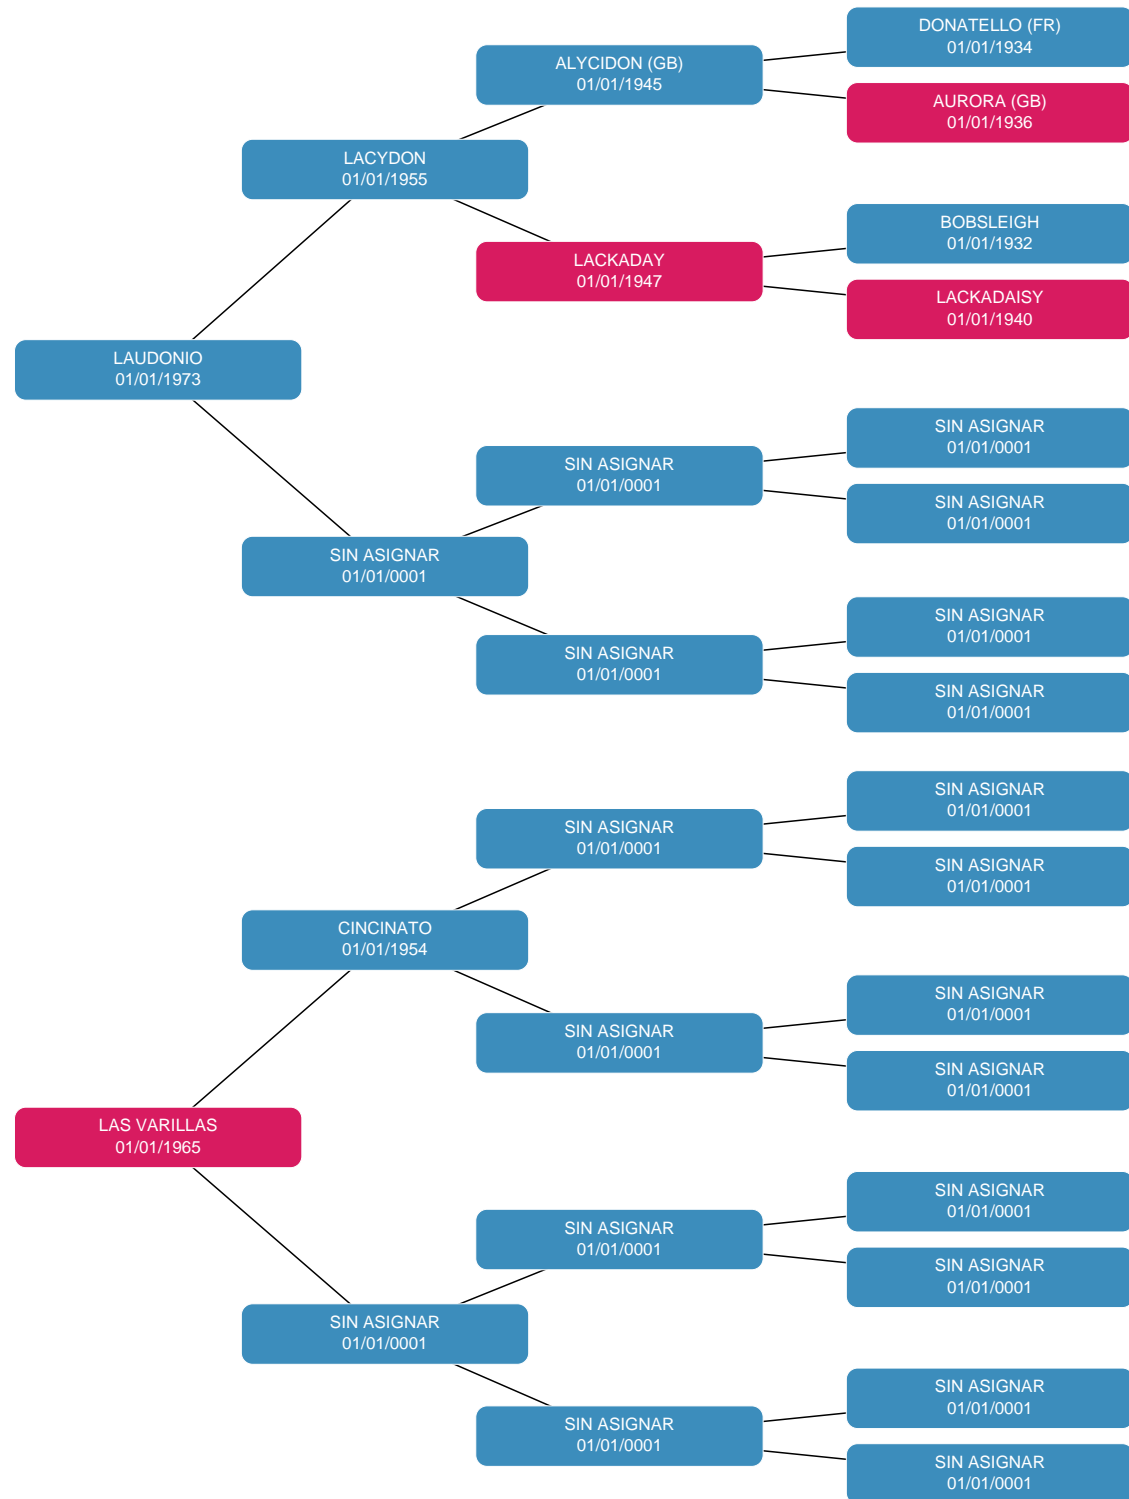 DONATELLO (FR)
01/01/1934
ALYCIDON (GB)
01/01/1945
AURORA (GB)
01/01/1936
LACYDON
01/01/1955
BOBSLEIGH
01/01/1932
LACKADAY
01/01/1947
LACKADAISY
01/01/1940
LAUDONIO
01/01/1973
SIN ASIGNAR
01/01/0001
SIN ASIGNAR
01/01/0001
SIN ASIGNAR
01/01/0001
SIN ASIGNAR
01/01/0001
SIN ASIGNAR
01/01/0001
SIN ASIGNAR
01/01/0001
SIN ASIGNAR
01/01/0001
SIN ASIGNAR
01/01/0001
SIN ASIGNAR
01/01/0001
SIN ASIGNAR
01/01/0001
CINCINATO
01/01/1954
SIN ASIGNAR
01/01/0001
SIN ASIGNAR
01/01/0001
SIN ASIGNAR
01/01/0001
LAS VARILLAS
01/01/1965
SIN ASIGNAR
01/01/0001
SIN ASIGNAR
01/01/0001
SIN ASIGNAR
01/01/0001
SIN ASIGNAR
01/01/0001
SIN ASIGNAR
01/01/0001
SIN ASIGNAR
01/01/0001
SIN ASIGNAR
01/01/0001